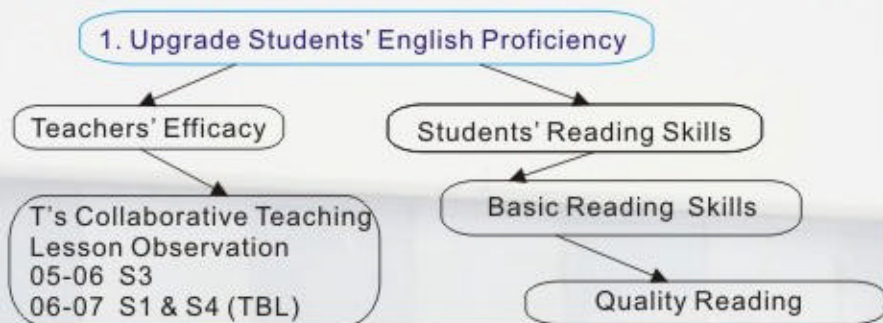 1. Upgrade Students' English Proficiency
Teachers' Efficacy
Students' Reading Skills
T's Collaborative Teaching
Lesson Observation
05-06 S3
06-07 S1 & S4 (TBL)
Basic Reading Skills
Quality Reading